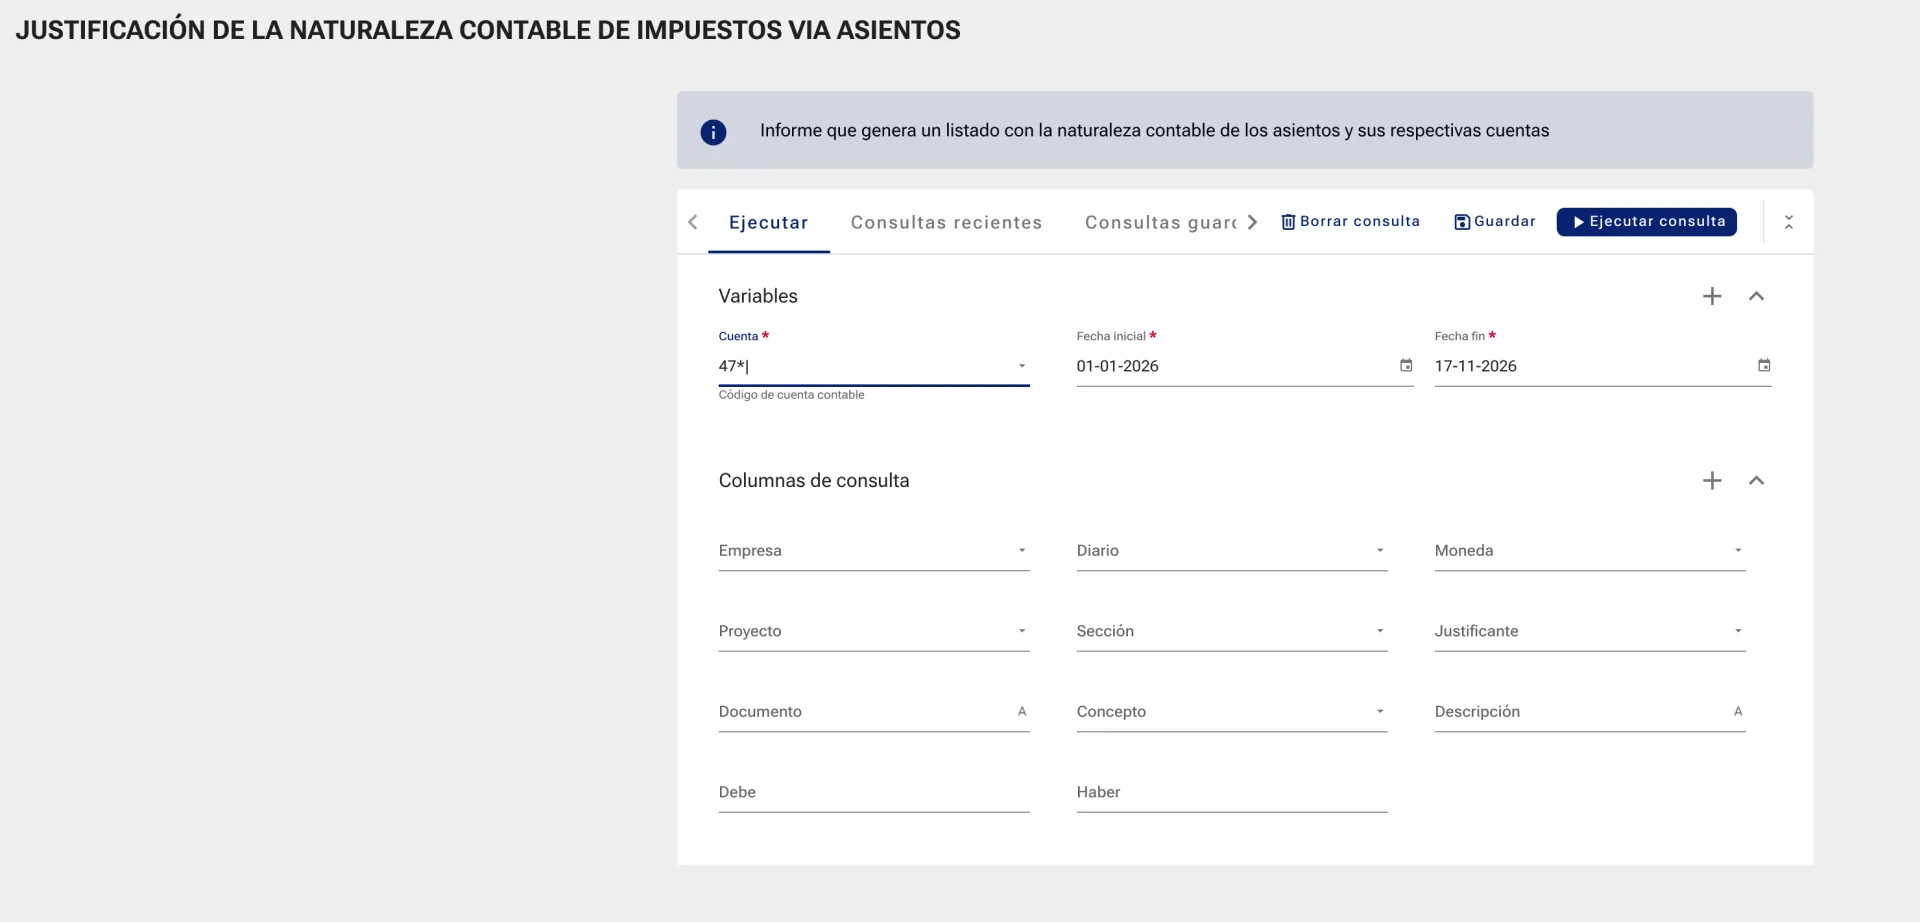 JUSTIFICACIÓN DE LA NATURALEZA CONTABLE DE IMPUESTOS VIA ASIENTOS
Informe que genera un listado con la naturaleza contable de los asientos y sus respectivas cuentas
Ejecutar Consultas recientes Consultas guarc Borrar consulta Guardar Ejecutar consulta
Variables
Cuenta * Fecha inicial * Fecha fin *
47* 01-01-2026 17-11-2026
Código de cuenta contable
Columnas de consulta
Empresa Diario Moneda
Proyecto Sección Justificante
Documento A Concepto Descripción A
Debe Haber